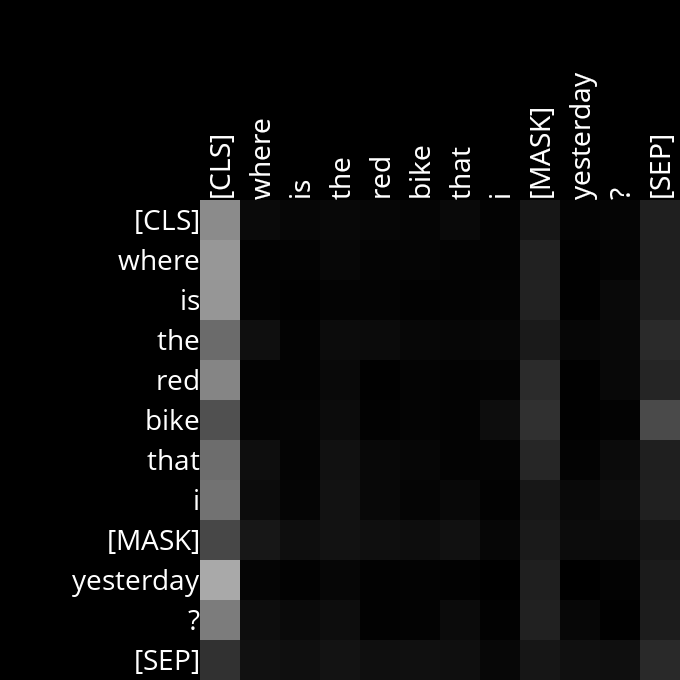 [CLS] where is the red bike that i [MASK] yesterday ? [SEP]
[CLS]
where
is
the
red
bike
that
i
[MASK]
yesterday
?
[SEP]